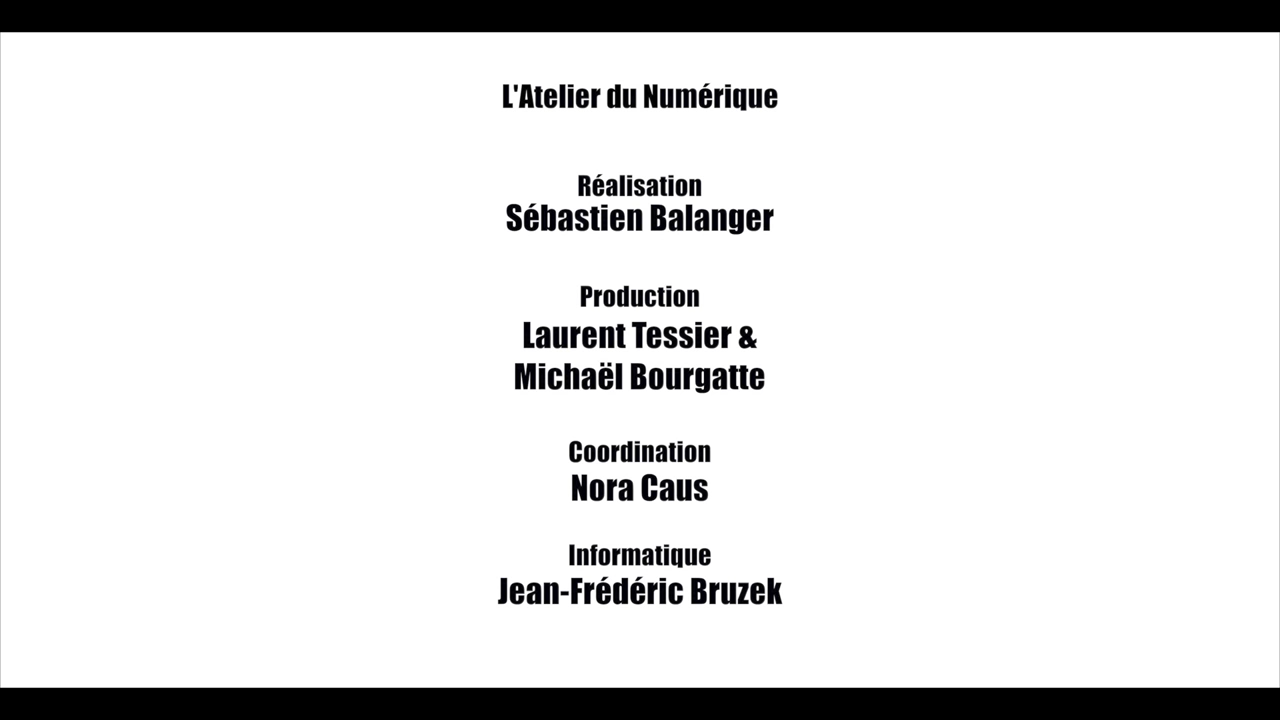 L'Atelier du Numérique
Réalisation
Sébastien Balanger
Production
Laurent Tessier &
Michaël Bourgatte
Coordination
Nora Caus
Informatique
Jean-Frédéric Bruzek